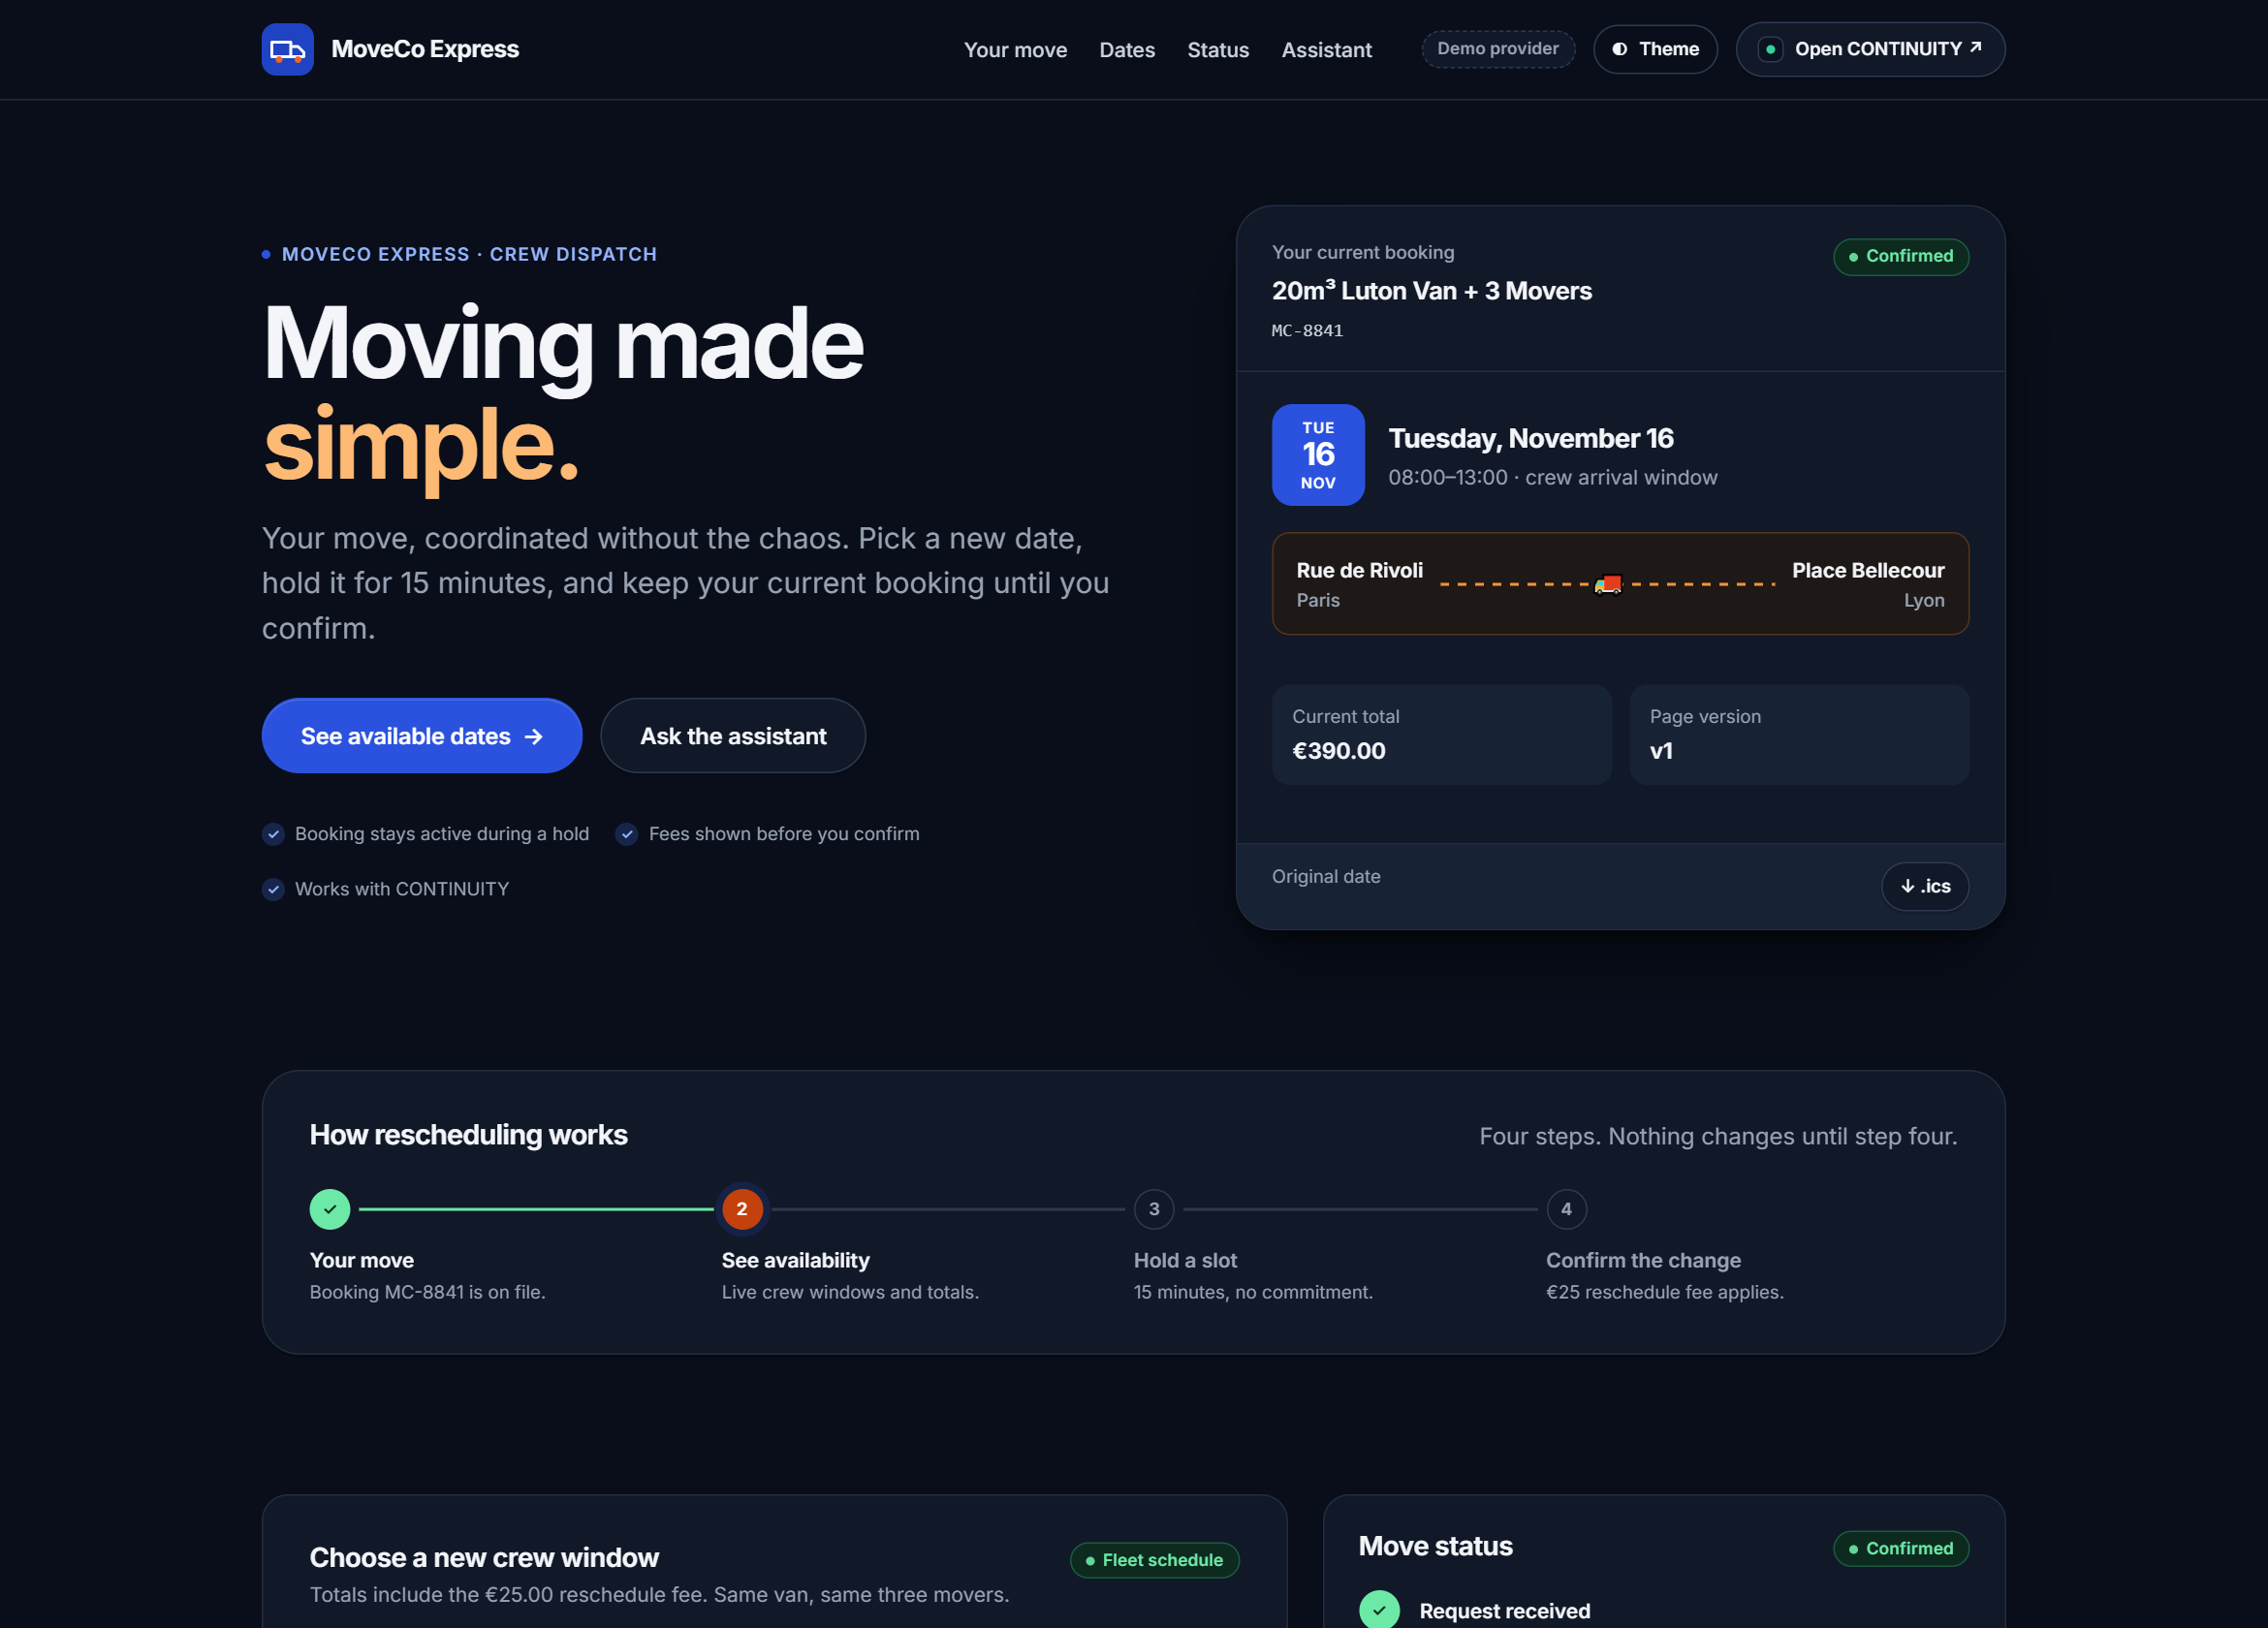 MoveCo Express
Your move
Dates
Status
Assistant
Demo provider
Theme
Open CONTINUITY ↗
MOVECO EXPRESS · CREW DISPATCH
Moving made
simple.
Your move, coordinated without the chaos. Pick a new date,
hold it for 15 minutes, and keep your current booking until you
confirm.
See available dates →
Ask the assistant
Booking stays active during a hold
Fees shown before you confirm
Works with CONTINUITY
Your current booking
Confirmed
20m³ Luton Van + 3 Movers
MC-8841
TUE
16
NOV
Tuesday, November 16
08:00–13:00 · crew arrival window
Rue de Rivoli
Paris
Place Bellecour
Lyon
Current total
€390.00
Page version
v1
Original date
↓ .ics
How rescheduling works
Four steps. Nothing changes until step four.
Your move
Booking MC-8841 is on file.
2
See availability
Live crew windows and totals.
3
Hold a slot
15 minutes, no commitment.
4
Confirm the change
€25 reschedule fee applies.
Choose a new crew window
Fleet schedule
Totals include the €25.00 reschedule fee. Same van, same three movers.
Move status
Confirmed
Request received